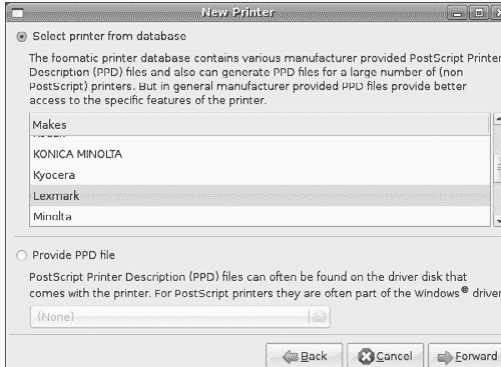 New Printer
Select printer from database
The foomatic printer database contains various manufacturer provided PostScript Printer
Description (PPD) files and also can generate PPD files for a large number of (non
PostScript) printers. But in general manufacturer provided PPD files provide better
access to the specific features of the printer.
Makes
KONICA MINOLTA
Kyocera
Lexmark
Minolta
Provide PPD file
PostScript Printer Description (PPD) files can often be found on the driver disk that
comes with the printer. For PostScript printers they are often part of the Windows® driver
(None)
Back
Cancel
Forward